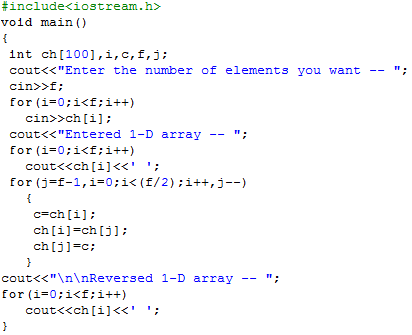 #include<iostream.h>
void main()
{
 int ch[100],i,c,f,j;
 cout<<"Enter the number of elements you want -- ";
 cin>>f;
 for(i=0;i<f;i++)
   cin>>ch[i];
 cout<<"Entered 1-D array -- ";
 for(i=0;i<f;i++)
   cout<<ch[i]<<' ';
 for(j=f-1,i=0;i<(f/2);i++,j--)
   {
    c=ch[i];
    ch[i]=ch[j];
    ch[j]=c;
   }
cout<<"\n\nReversed 1-D array -- ";
for(i=0;i<f;i++)
   cout<<ch[i]<<' ';
}